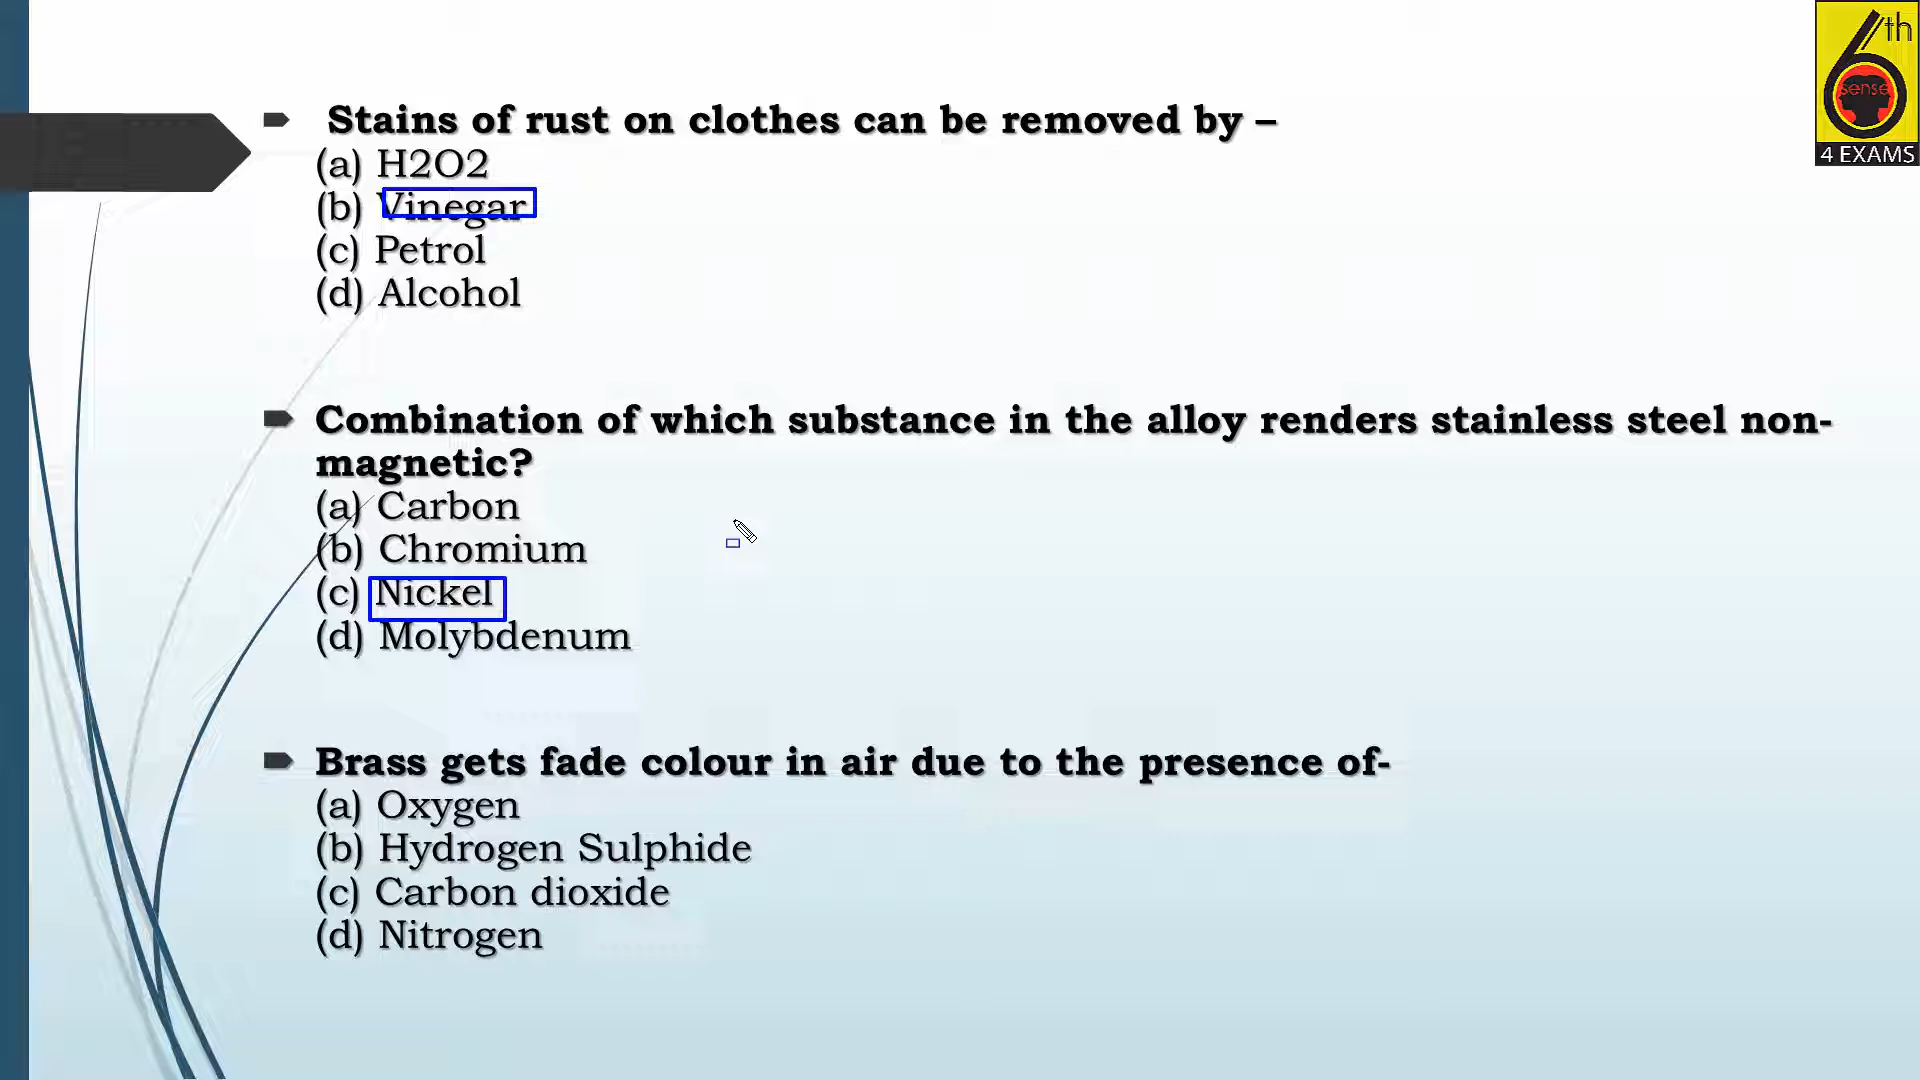 6th
sense
4 EXAMS
Stains of rust on clothes can be removed by –
(a) H2O2
(b) Vinegar
(c) Petrol
(d) Alcohol
Combination of which substance in the alloy renders stainless steel non-
magnetic?
(a) Carbon
(b) Chromium
(c) Nickel
(d) Molybdenum
Brass gets fade colour in air due to the presence of-
(a) Oxygen
(b) Hydrogen Sulphide
(c) Carbon dioxide
(d) Nitrogen